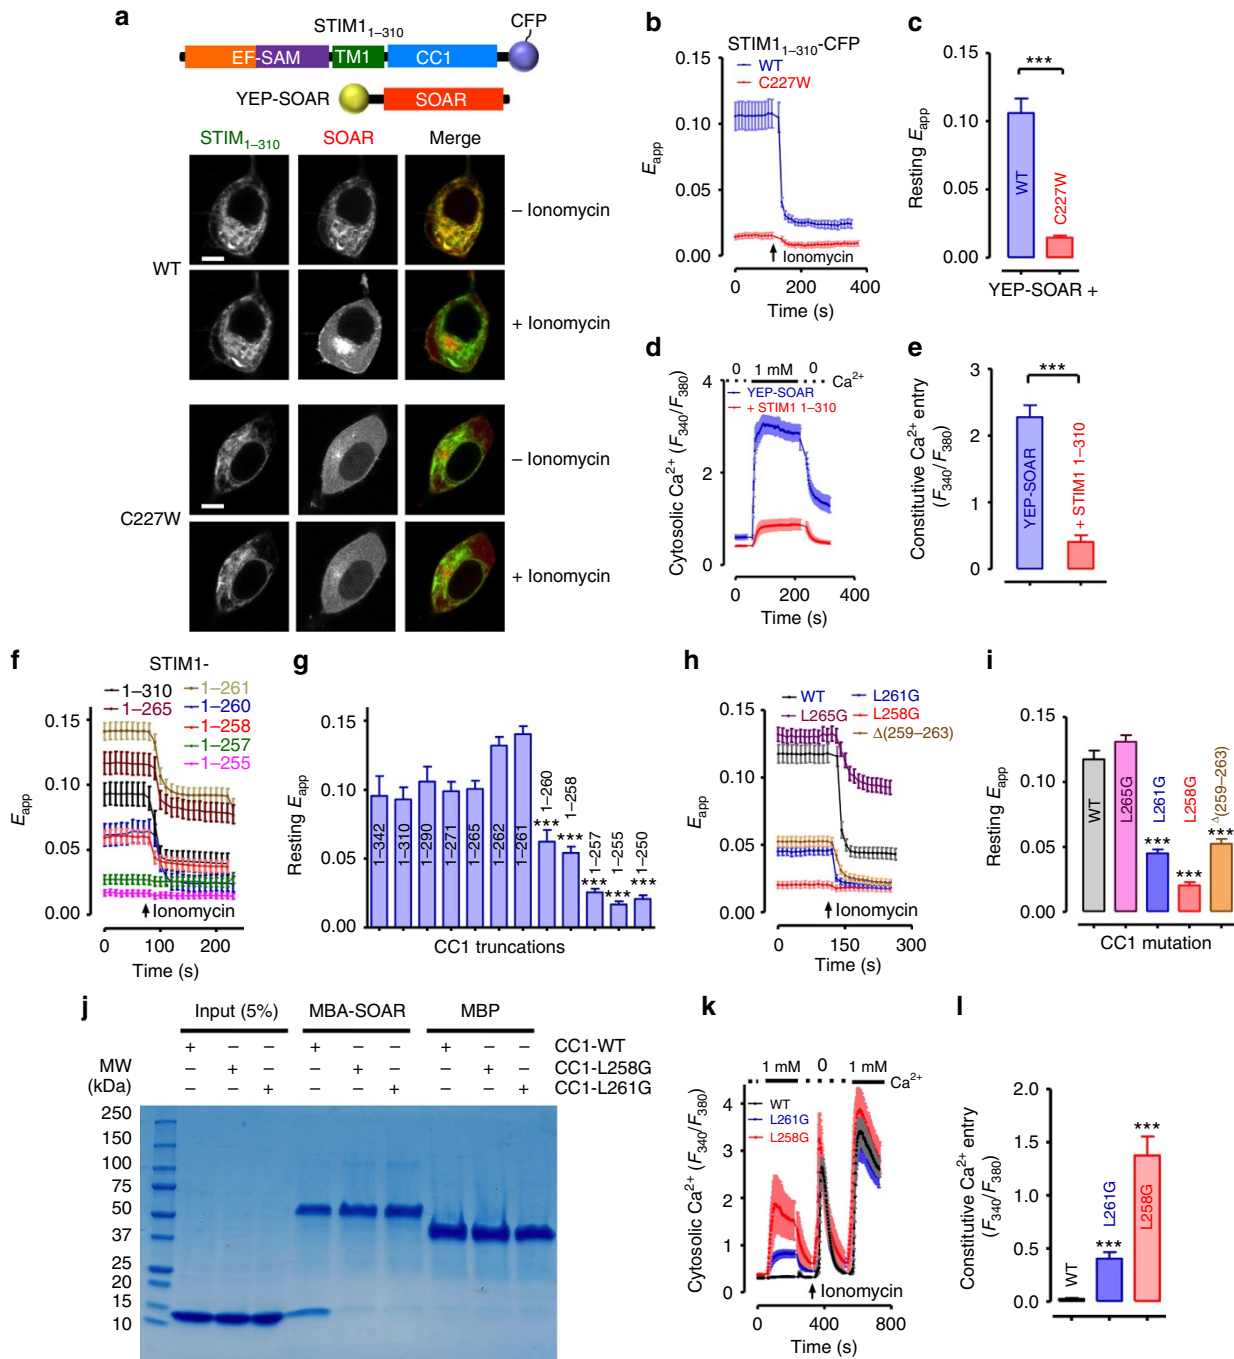 a
STIM1₁₋₃₁₀
CFP
EF-SAM TM1 CC1
YEP-SOAR SOAR
STIM₁₋₃₁₀ SOAR Merge
– Ionomycin
WT
+ Ionomycin
– Ionomycin
C227W
+ Ionomycin
b
STIM1₁₋₃₁₀-CFP
WT
C227W
0.15
0.10
0.05
0.00
E_app
Ionomycin
0 200 400
Time (s)
c
0.15
0.10
0.05
0.00
Resting E_app
***
WT
C227W
YEP-SOAR +
d
0 1 mM 0 Ca²⁺
YEP-SOAR
+ STIM1 1–310
4
2
0
Cytosolic Ca²⁺ (F₃₄₀/F₃₈₀)
0 200 400
Time (s)
e
3
2
1
0
Constitutive Ca²⁺ entry
(F₃₄₀/F₃₈₀)
***
YEP-SOAR
+ STIM1 1–310
f
STIM1-
1–310 1–261
1–265 1–260
1–258
1–257
1–255
0.15
0.10
0.05
0.00
E_app
Ionomycin
0 100 200
Time (s)
g
0.15
0.10
0.05
0.00
Resting E_app
1–342
1–310
1–290
1–271
1–265
1–262
1–261
1–260
***
1–258
***
1–257
***
1–255
***
1–250
***
CC1 truncations
h
WT L261G
L265G L258G
Δ(259–263)
0.15
0.10
0.05
0.00
E_app
Ionomycin
0 150 300
Time (s)
i
0.15
0.10
0.05
0.00
Resting E_app
WT
L265G
L261G
***
L258G
***
Δ(259–263)
***
CC1 mutation
j
Input (5%) MBA-SOAR MBP
+ – – + – – + – – CC1-WT
– + – – + – – + – CC1-L258G
– – + – – + – – + CC1-L261G
MW
(kDa)
250
150
100
75
50
37
25
20
15
10
k
1 mM 0 1 mM Ca²⁺
WT
L261G
L258G
4
3
2
1
0
Cytosolic Ca²⁺ (F₃₄₀/F₃₈₀)
Ionomycin
0 400 800
Time (s)
l
2.0
1.5
1.0
0.5
0.0
Constitutive Ca²⁺ entry
(F₃₄₀/F₃₈₀)
WT
L261G
***
L258G
***